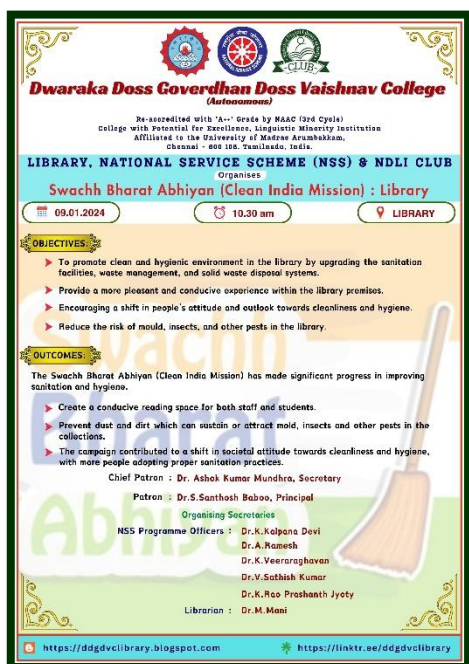 CLUB
Dwaraka Doss Goverdhan Doss Vaishnav College
(Autonomous)
Re-accredited with 'A++' Grade by NAAC (3rd Cycle)
College with Potential for Excellence, Linguistic Minority Institution
Affiliated to the University of Madras Arumbakkam,
Chennai - 600 106. Tamilnadu, India.
LIBRARY, NATIONAL SERVICE SCHEME (NSS) & NDLI CLUB
Organises
Swachh Bharat Abhiyan (Clean India Mission) : Library
09.01.2024
10.30 am
LIBRARY
OBJECTIVES:
To promote clean and hygienic environment in the library by upgrading the sanitation
facilities, waste management, and solid waste disposal systems.
Provide a more pleasant and conducive experience within the library premises.
Encouraging a shift in people's attitude and outlook towards cleanliness and hygiene.
Reduce the risk of mould, insects, and other pests in the library.
OUTCOMES:
The Swachh Bharat Abhiyan (Clean India Mission) has made significant progress in improving
sanitation and hygiene.
Create a conducive reading space for both staff and students.
Prevent dust and dirt which can sustain or attract mold, insects and other pests in the
collections.
The campaign contributed to a shift in societal attitude towards cleanliness and hygiene,
with more people adopting proper sanitation practices.
Chief Patron : Dr. Ashok Kumar Mundhra, Secretary
Patron : Dr.S.Santhosh Baboo, Principal
Organising Secretaries
NSS Programme Officers : Dr.K.Kalpana Devi
Dr.A.Ramesh
Dr.K.Veeraraghavan
Dr.V.Sathish Kumar
Dr.K.Rao Prashanth Jyoty
Librarian : Dr.M.Mani
Swachh
Bharat
Abhiyan
https://ddgdvclibrary.blogspot.com
https://linktr.ee/ddgdvclibrary